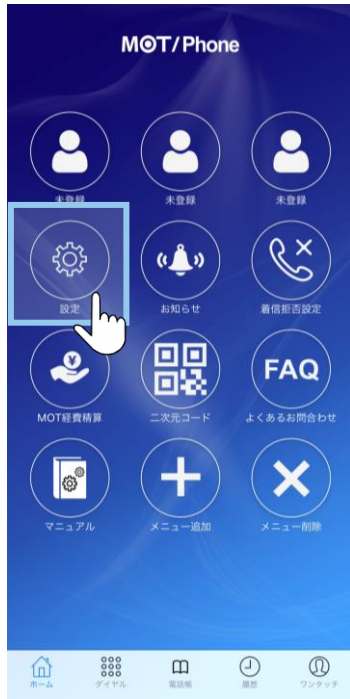 MOT/Phone
未登録 未登録 未登録
設定 お知らせ 着信拒否設定
¥
FAQ
MOT経費精算 二次元コード よくあるお問合わせ
マニュアル メニュー追加 メニュー削除
ホーム ダイヤル 電話帳 履歴 ワンタッチ